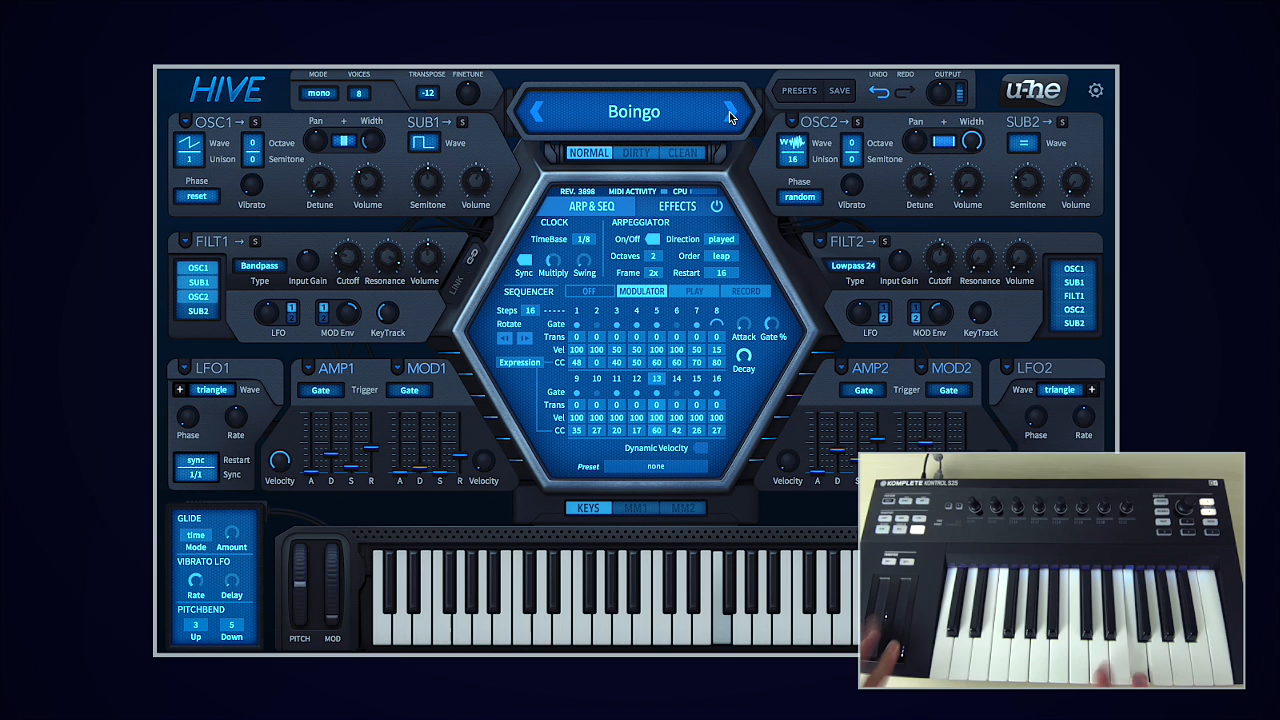 HIVE
MODE VOICES TRANSPOSE FINETUNE
mono 8 -12
Boingo
PRESETS SAVE
UNDO REDO OUTPUT
u-he
OSC1 S
Pan + Width
SUB1 S
Wave
1 Unison
0 Octave
0 Semitone
Wave
Phase
reset
Vibrato Detune Volume Semitone Volume
NORMAL DIRTY CLEAN
OSC2 S
Pan + Width
SUB2 S
Wave
16 Unison
0 Octave
0 Semitone
= Wave
Phase
random
Vibrato Detune Volume Semitone Volume
REV. 3898 MIDI ACTIVITY CPU
ARP & SEQ EFFECTS
CLOCK ARPEGGIATOR
TimeBase 1/8 On/Off Direction played
Octaves 2 Order leap
Sync Multiply Swing Frame 2x Restart 16
SEQUENCER OFF MODULATOR PLAY RECORD
Steps 16 1 2 3 4 5 6 7 8
Rotate Gate
Trans 0 0 0 0 0 0 0 0
Vel 100 100 50 50 100 100 50 15
Expression CC 48 0 40 50 60 60 70 80
Attack Gate %
Decay
9 10 11 12 13 14 15 16
Gate
Trans 0 0 0 0 0 0 0 0
Vel 100 100 100 100 100 100 100 100
CC 35 27 20 17 60 42 26 27
Dynamic Velocity
Preset none
FILT1 S
OSC1
SUB1
OSC2
SUB2
Bandpass
Type Input Gain Cutoff Resonance Volume
1
2
LFO
1
2
MOD Env KeyTrack
LINK
FILT2 S
Lowpass 24
Type Input Gain Cutoff Resonance Volume
1
2
LFO
1
2
MOD Env KeyTrack
OSC1
SUB1
FILT1
OSC2
SUB2
LFO1
+ triangle Wave
Phase Rate
sync Restart
1/1 Sync
AMP1 MOD1
Gate Trigger Gate
Velocity A D S R A D S R Velocity
AMP2 MOD2
Gate Trigger Gate
Velocity A D
LFO2
Wave triangle +
Phase Rate
KEYS MM1 MM2
GLIDE
time
Mode Amount
VIBRATO LFO
Rate Delay
PITCHBEND
3 5
Up Down
PITCH MOD
KOMPLETE KONTROL S25